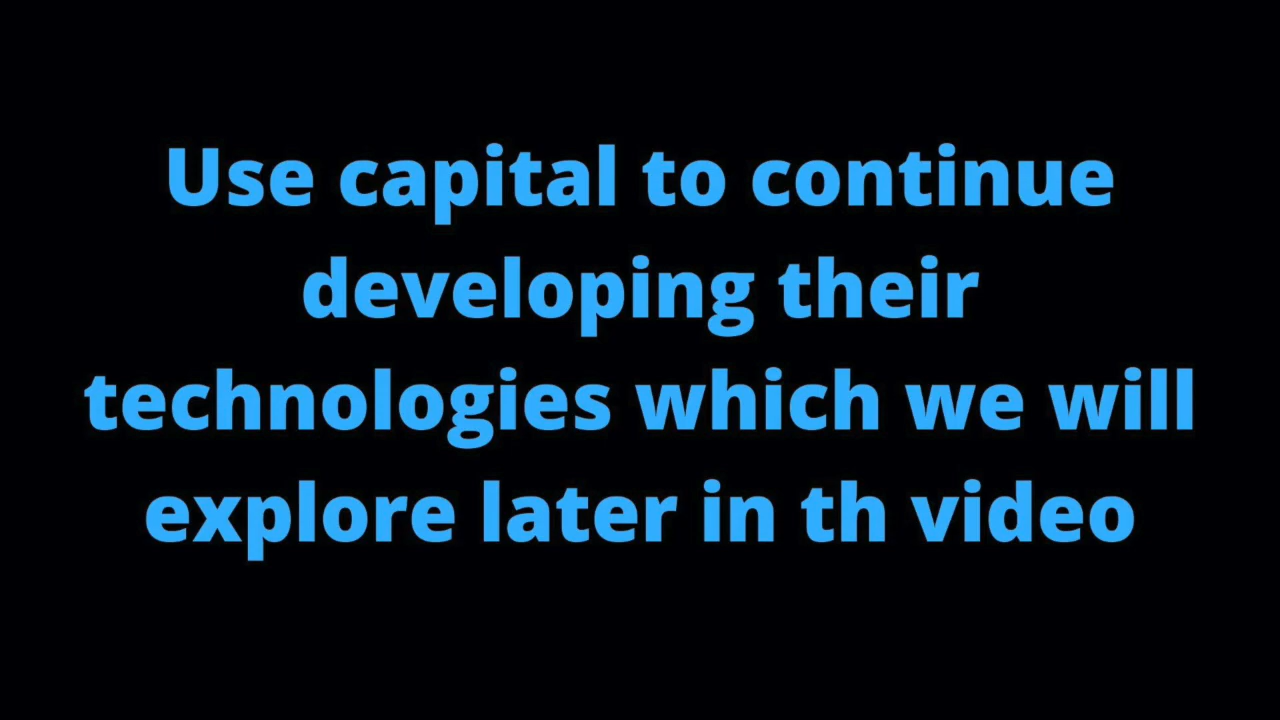 Use capital to continue
developing their
technologies which we will
explore later in th video